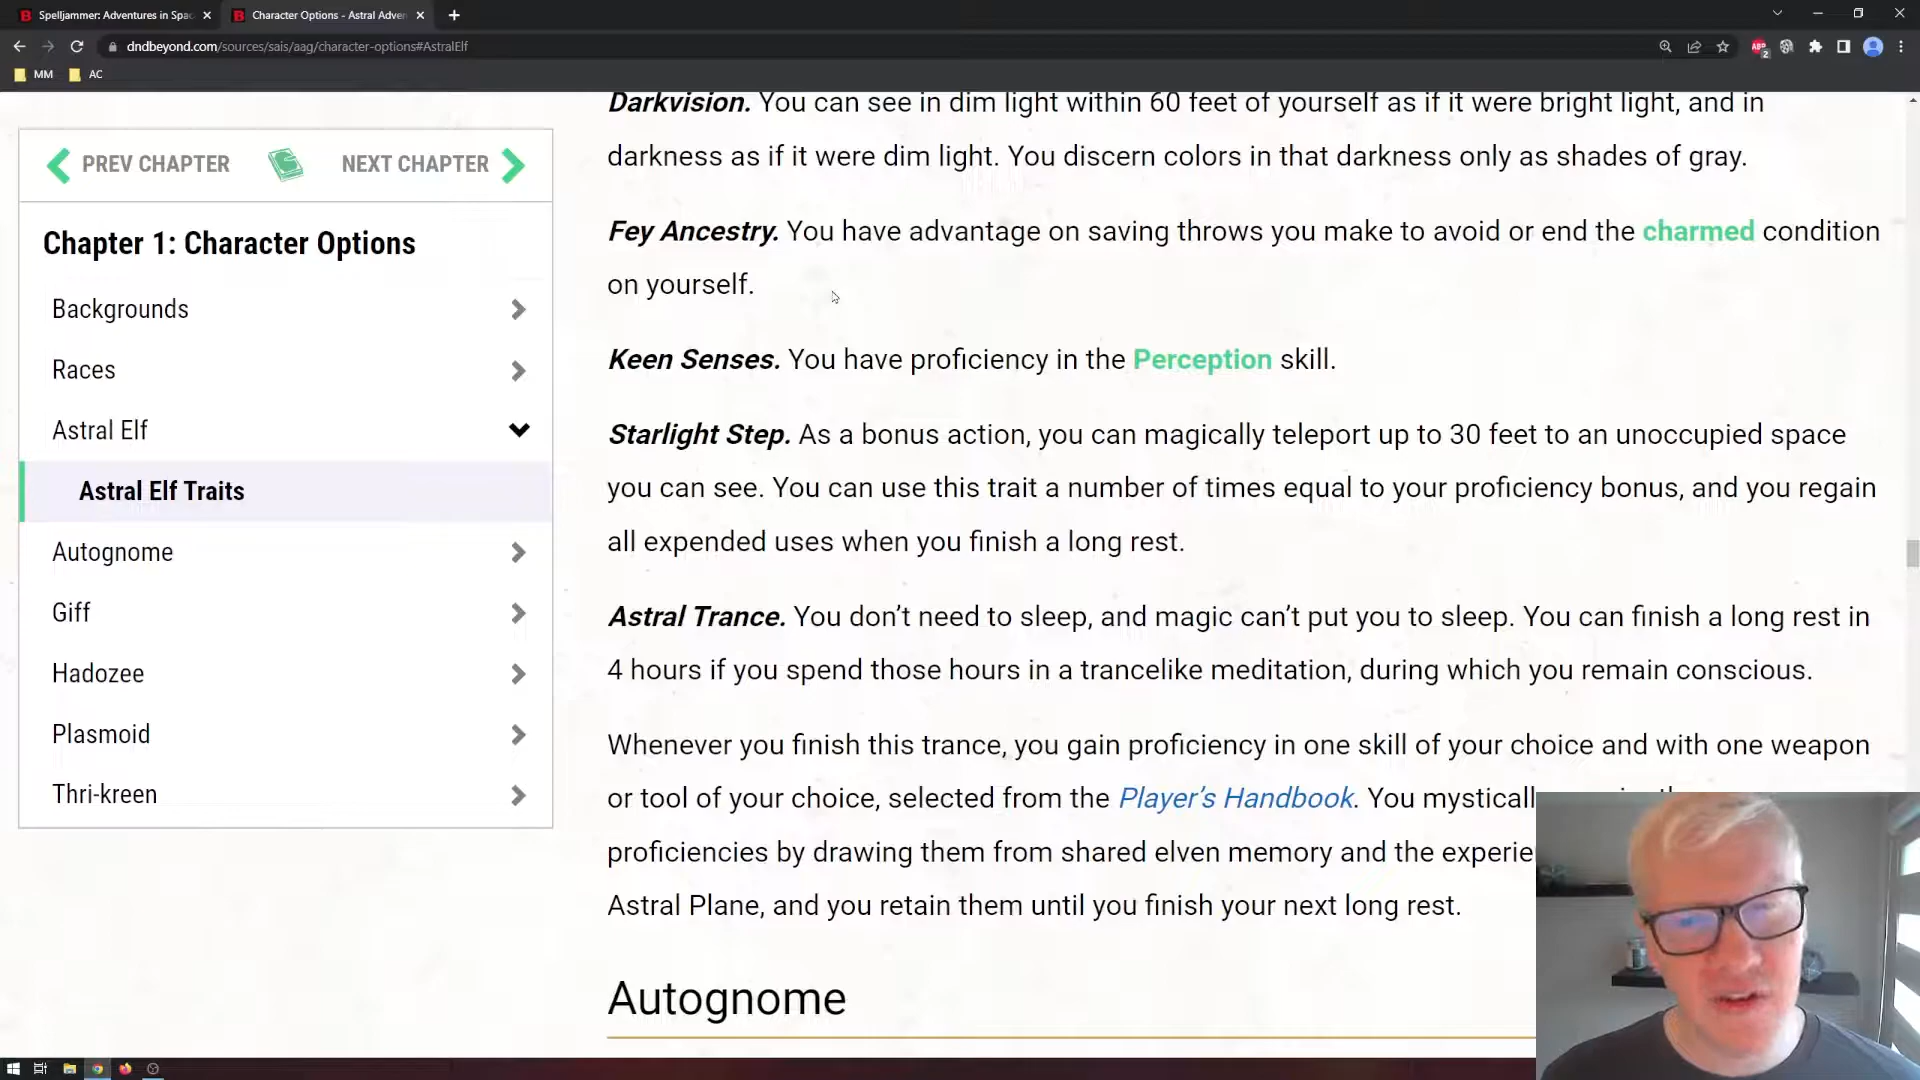 Spelljammer: Adventures in Spac
Character Options - Astral Adven
dndbeyond.com/sources/sais/aag/character-options#AstralElf
ABP
2
MM
AC
PREV CHAPTER
NEXT CHAPTER
Chapter 1: Character Options
Backgrounds
Races
Astral Elf
Astral Elf Traits
Autognome
Giff
Hadozee
Plasmoid
Thri-kreen
Darkvision. You can see in dim light within 60 feet of yourself as if it were bright light, and in
darkness as if it were dim light. You discern colors in that darkness only as shades of gray.
Fey Ancestry. You have advantage on saving throws you make to avoid or end the charmed condition
on yourself.
Keen Senses. You have proficiency in the Perception skill.
Starlight Step. As a bonus action, you can magically teleport up to 30 feet to an unoccupied space
you can see. You can use this trait a number of times equal to your proficiency bonus, and you regain
all expended uses when you finish a long rest.
Astral Trance. You don’t need to sleep, and magic can’t put you to sleep. You can finish a long rest in
4 hours if you spend those hours in a trancelike meditation, during which you remain conscious.
Whenever you finish this trance, you gain proficiency in one skill of your choice and with one weapon
or tool of your choice, selected from the Player’s Handbook. You mysticall
proficiencies by drawing them from shared elven memory and the experie
Astral Plane, and you retain them until you finish your next long rest.
Autognome